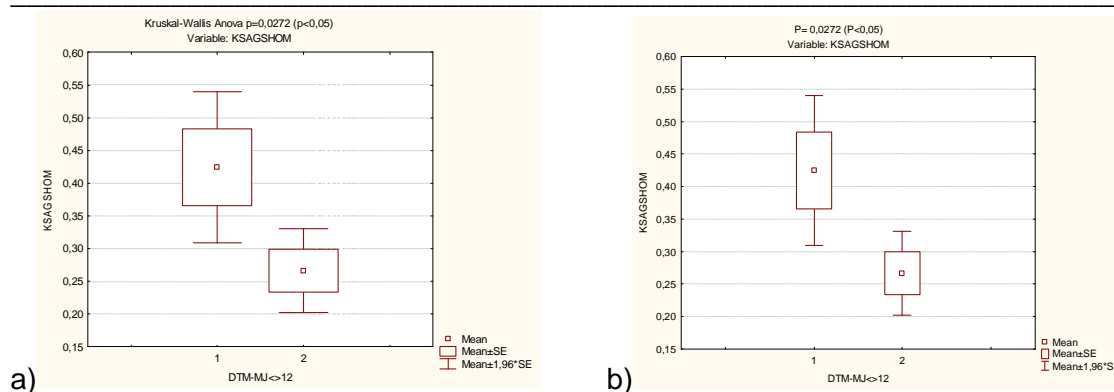 Kruskal-Wallis Anova p=0,0272 (p<0,05)
Variable: KSAGSHOM
KSAGSHOM
0,60
0,55
0,50
0,45
0,40
0,35
0,30
0,25
0,20
0,15
1 2
DTM-MJ<>12
Mean
Mean±SE
Mean±1,96*SE
a)
P= 0,0272 (P<0,05)
Variable: KSAGSHOM
KSAGSHOM
0,60
0,55
0,50
0,45
0,40
0,35
0,30
0,25
0,20
0,15
1 2
DTM-MJ<>12
Mean
Mean±SE
Mean±1,96*S
b)